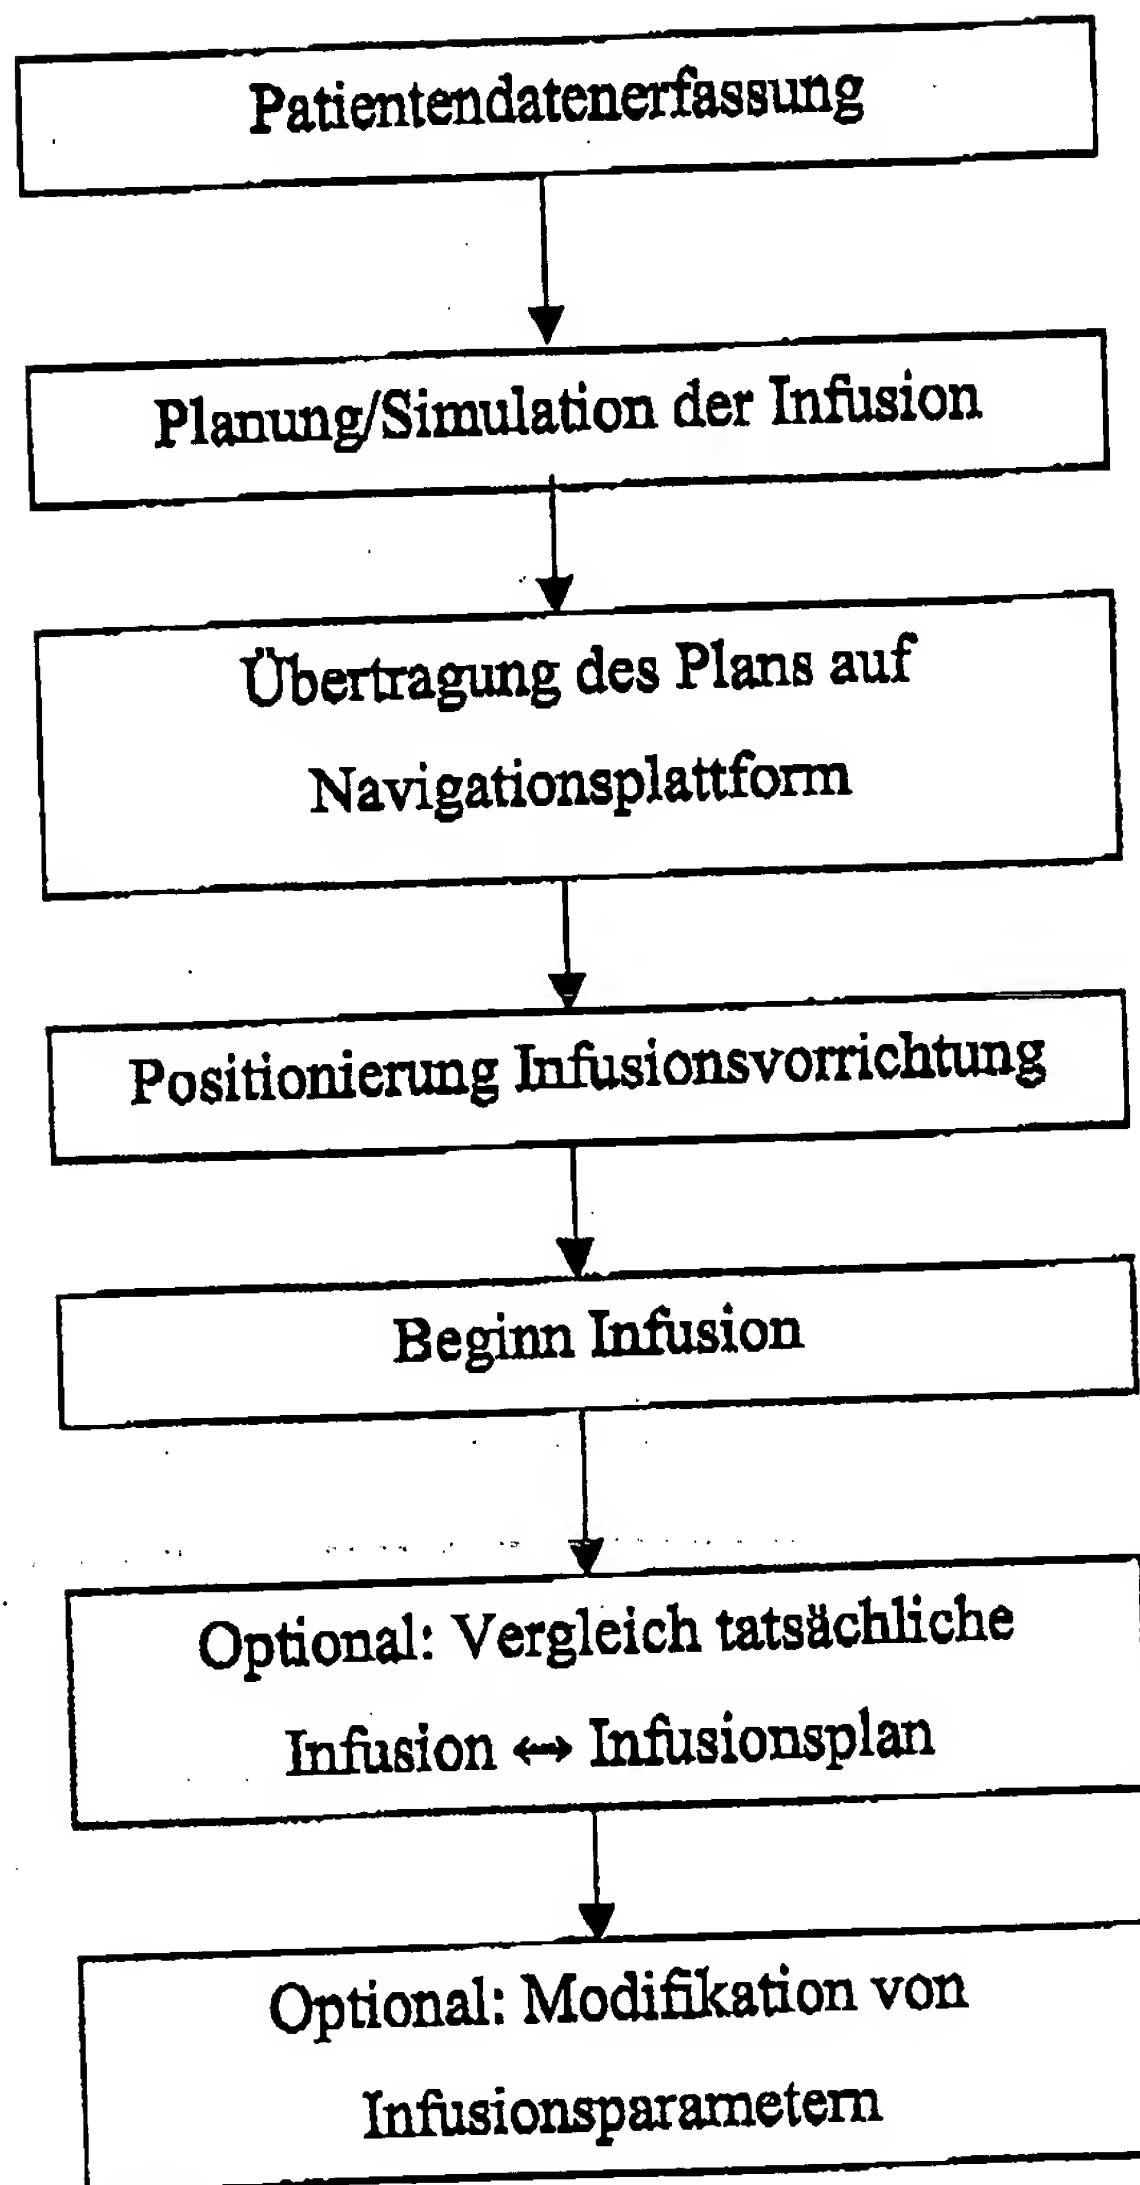 Patientendatenerfassung
Planung/Simulation der Infusion
Übertragung des Plans auf
Navigationsplattform
Positionierung Infusionsvorrichtung
Beginn Infusion
Optional: Vergleich tatsächliche
Infusion ↔ Infusionsplan
Optional: Modifikation von
Infusionsparametern